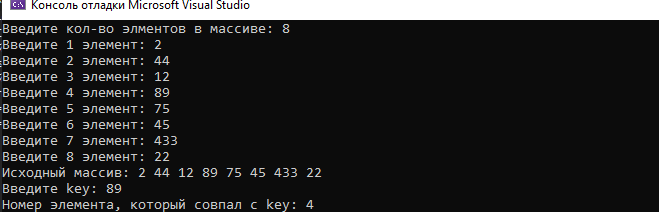 Консоль отладки Microsoft Visual Studio
Введите кол-во элментов в массиве: 8
Введите 1 элемент: 2
Введите 2 элемент: 44
Введите 3 элемент: 12
Введите 4 элемент: 89
Введите 5 элемент: 75
Введите 6 элемент: 45
Введите 7 элемент: 433
Введите 8 элемент: 22
Исходный массив: 2 44 12 89 75 45 433 22
Введите key: 89
Номер элемента, который совпал с key: 4